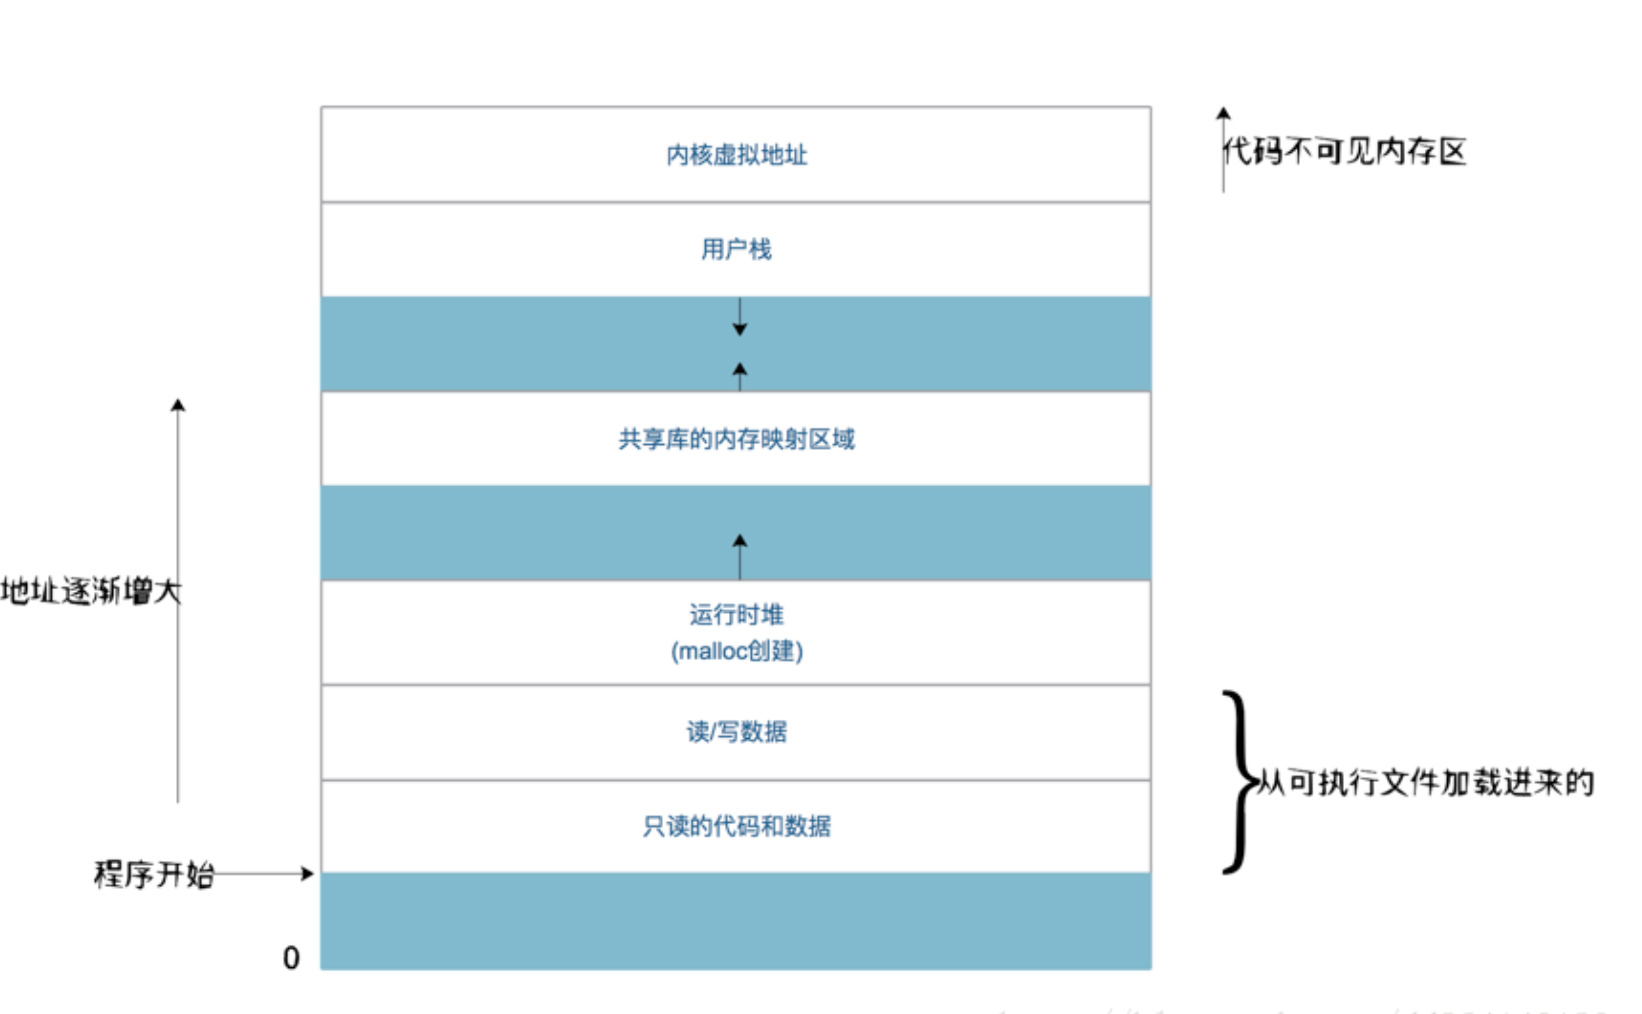 内核虚拟地址
代码不可见内存区
用户栈
共享库的内存映射区域
地址逐渐增大
运行时堆
(malloc创建)
读/写数据
从可执行文件加载进来的
只读的代码和数据
程序开始
0